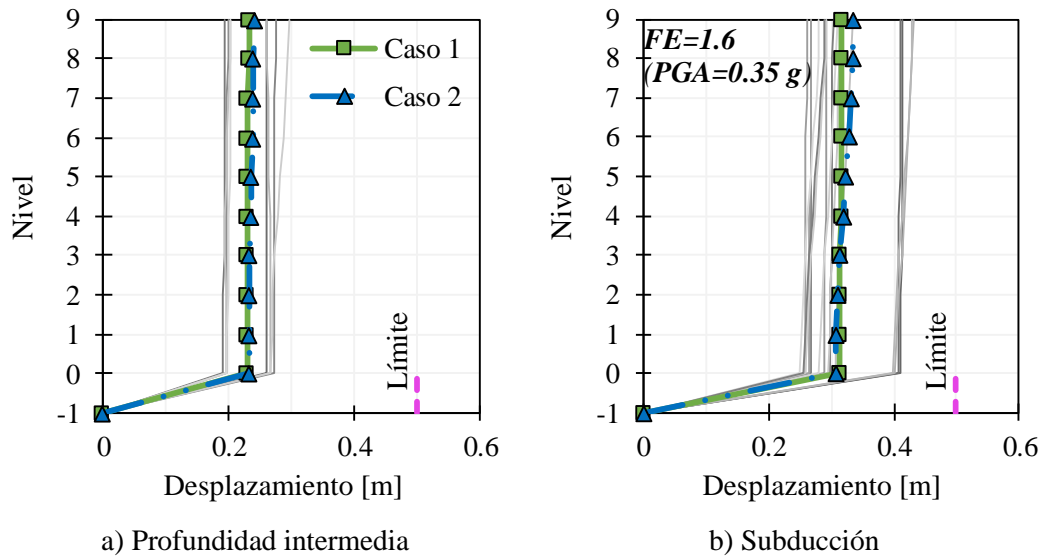 9
8
7
6
5
4
3
2
1
0
-1
Nivel
Caso 1
Caso 2
Límite
0
0.2
0.4
0.6
Desplazamiento [m]
a) Profundidad intermedia
9
8
7
6
5
4
3
2
1
0
-1
Nivel
FE=1.6
(PGA=0.35 g)
Límite
0
0.2
0.4
0.6
Desplazamiento [m]
b) Subducción